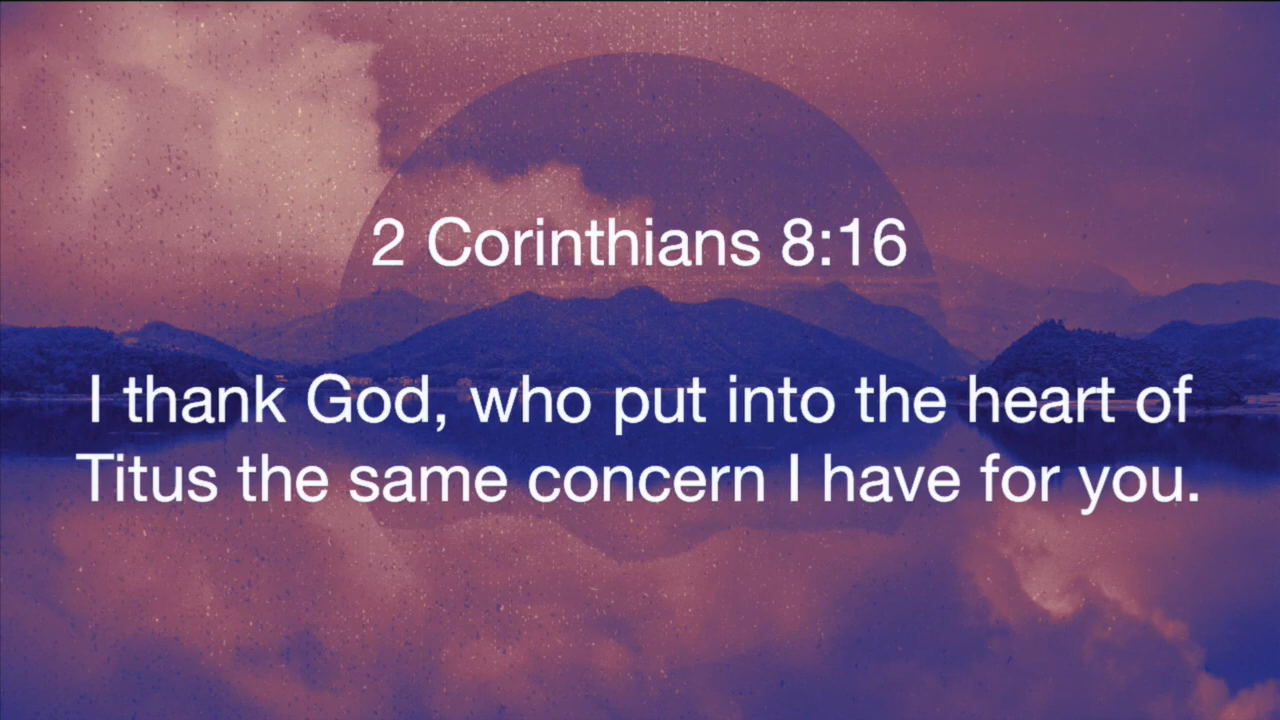 2 Corinthians 8:16
I thank God, who put into the heart of
Titus the same concern I have for you.